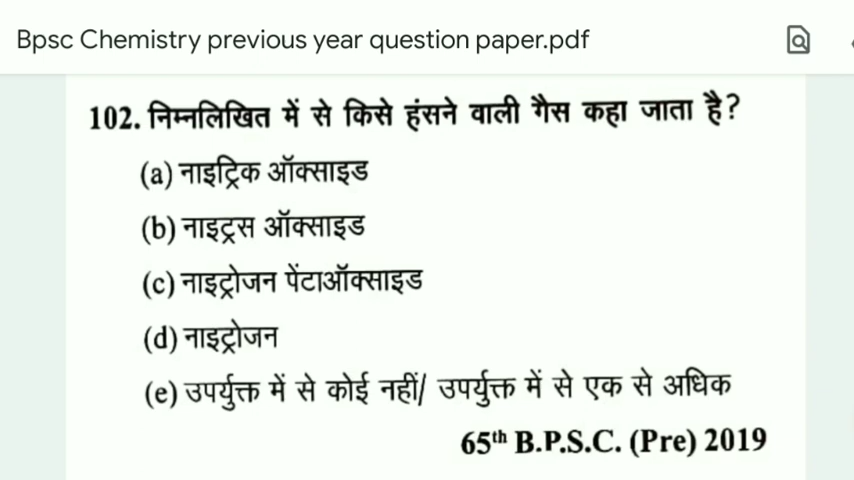 Bpsc Chemistry previous year question paper.pdf
102. निम्नलिखित में से किसे हंसने वाली गैस कहा जाता है?
(a) नाइट्रिक ऑक्साइड
(b) नाइट्रस ऑक्साइड
(c) नाइट्रोजन पेंटाऑक्साइड
(d) नाइट्रोजन
(e) उपर्युक्त में से कोई नहीं/ उपर्युक्त में से एक से अधिक
65th B.P.S.C. (Pre) 2019